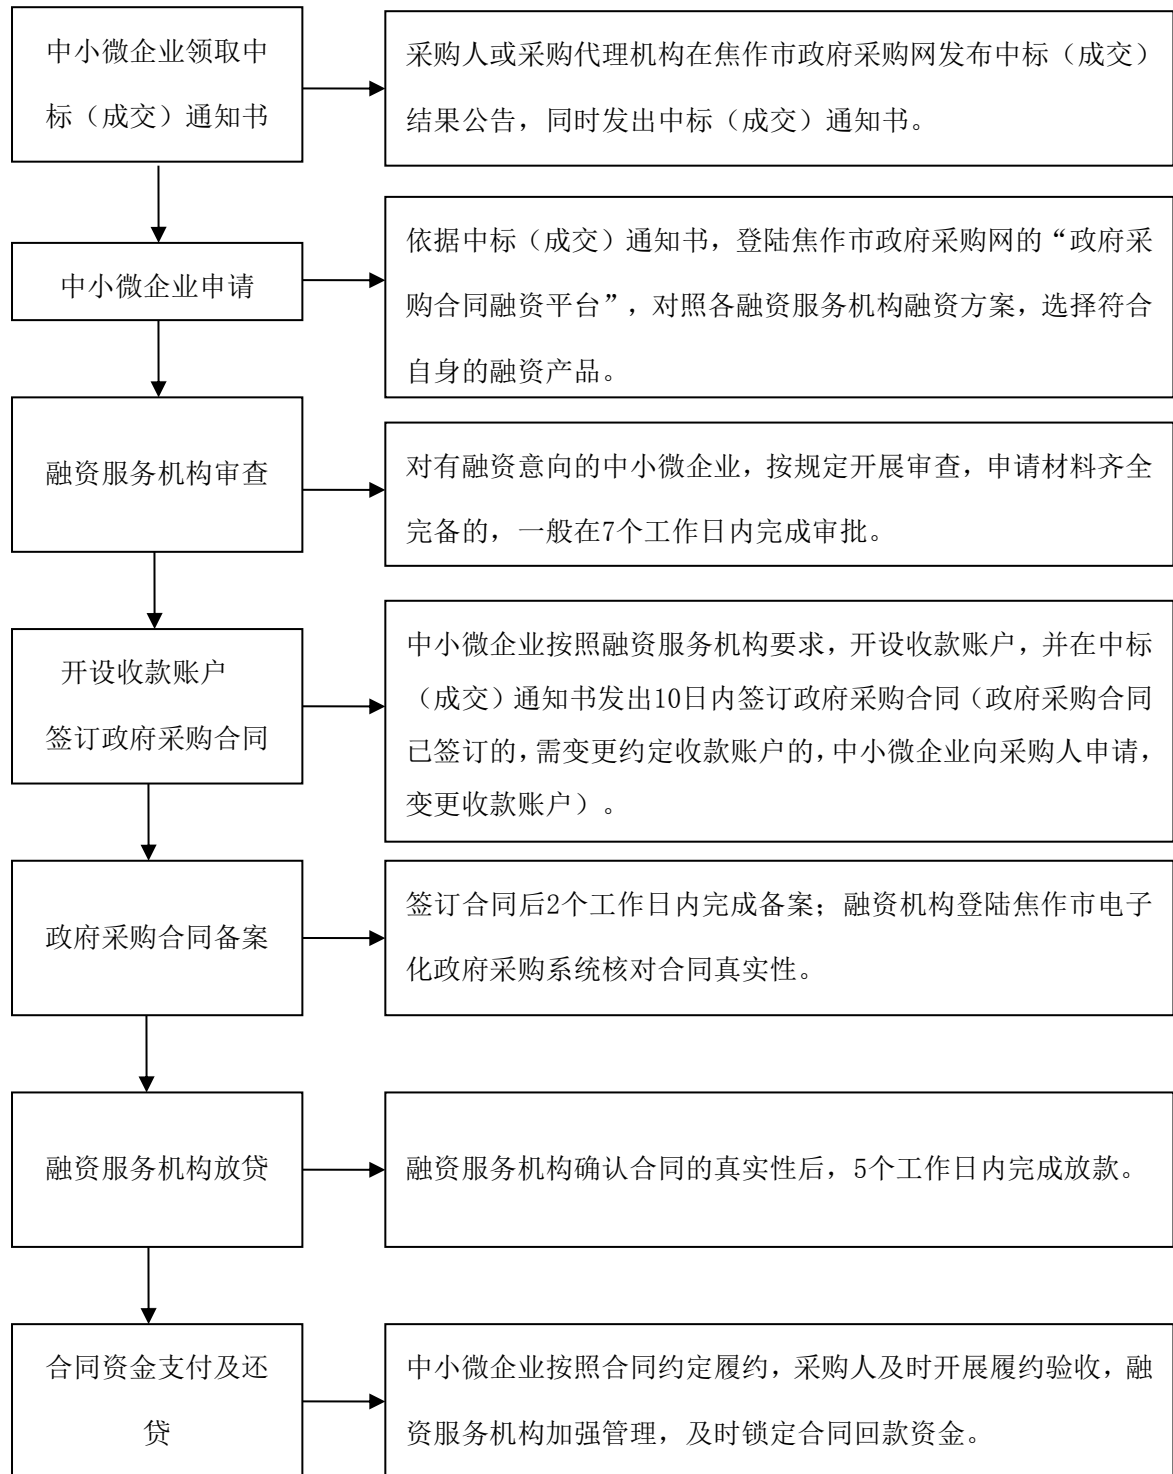 中小微企业领取中
标（成交）通知书
采购人或采购代理机构在焦作市政府采购网发布中标（成交）
结果公告，同时发出中标（成交）通知书。
中小微企业申请
依据中标（成交）通知书，登陆焦作市政府采购网的“政府采
购合同融资平台”，对照各融资服务机构融资方案，选择符合
自身的融资产品。
融资服务机构审查
对有融资意向的中小微企业，按规定开展审查，申请材料齐全
完备的，一般在7个工作日内完成审批。
开设收款账户
签订政府采购合同
中小微企业按照融资服务机构要求，开设收款账户，并在中标
（成交）通知书发出10日内签订政府采购合同（政府采购合同
已签订的，需变更约定收款账户的，中小微企业向采购人申请，
变更收款账户）。
政府采购合同备案
签订合同后2个工作日内完成备案；融资机构登陆焦作市电子
化政府采购系统核对合同真实性。
融资服务机构放贷
融资服务机构确认合同的真实性后，5个工作日内完成放款。
合同资金支付及还
贷
中小微企业按照合同约定履约，采购人及时开展履约验收，融
资服务机构加强管理，及时锁定合同回款资金。